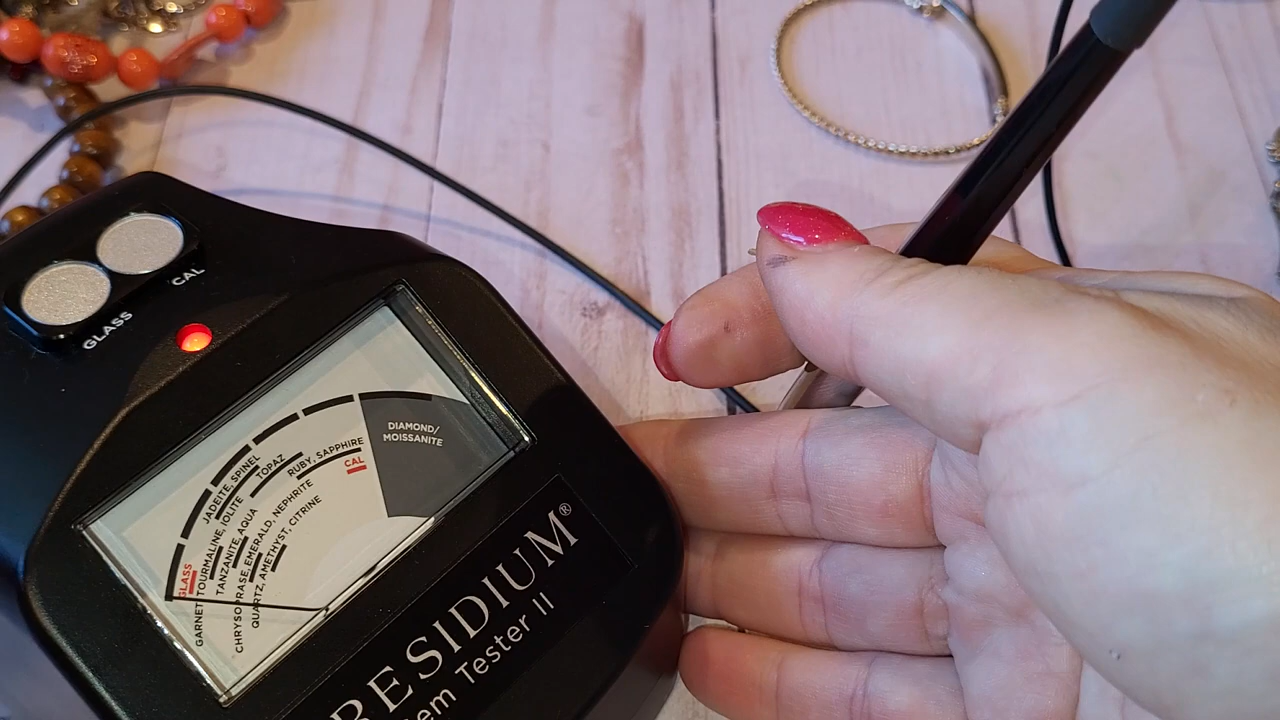 CAL
GLASS
DIAMOND/
MOISSANITE
JADEITE, SPINEL
TOPAZ
RUBY, SAPPHIRE
CAL
GLASS
GARNET, TOURMALINE, IOLITE
TANZANITE, AQUA
CHRYSOPRASE, EMERALD, NEPHRITE
QUARTZ, AMETHYST, CITRINE
RESIDIUM®
em Tester II